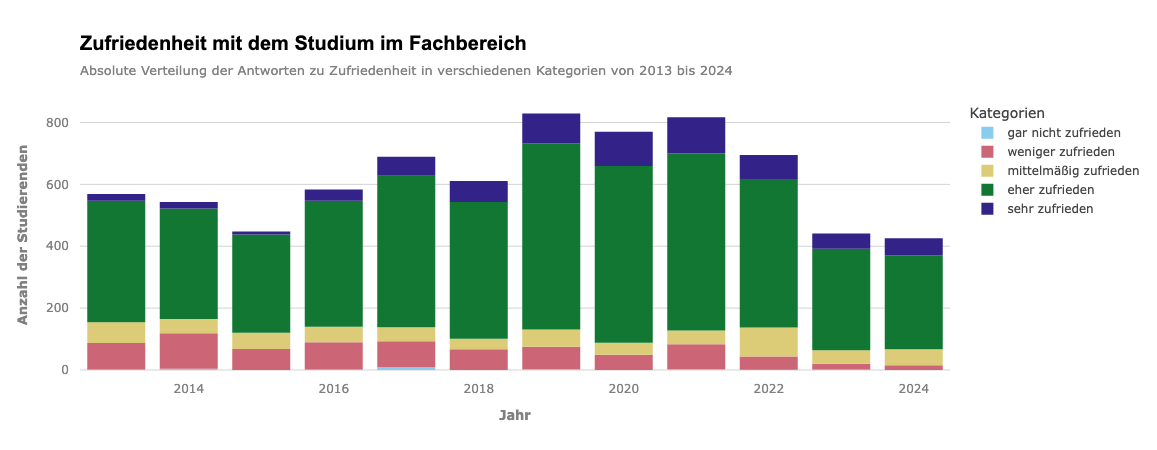 Zufriedenheit mit dem Studium im Fachbereich
Absolute Verteilung der Antworten zu Zufriedenheit in verschiedenen Kategorien von 2013 bis 2024
Kategorien
gar nicht zufrieden
weniger zufrieden
mittelmäßig zufrieden
eher zufrieden
sehr zufrieden
Anzahl der Studierenden
800
600
400
200
0
2014 2016 2018 2020 2022 2024
Jahr